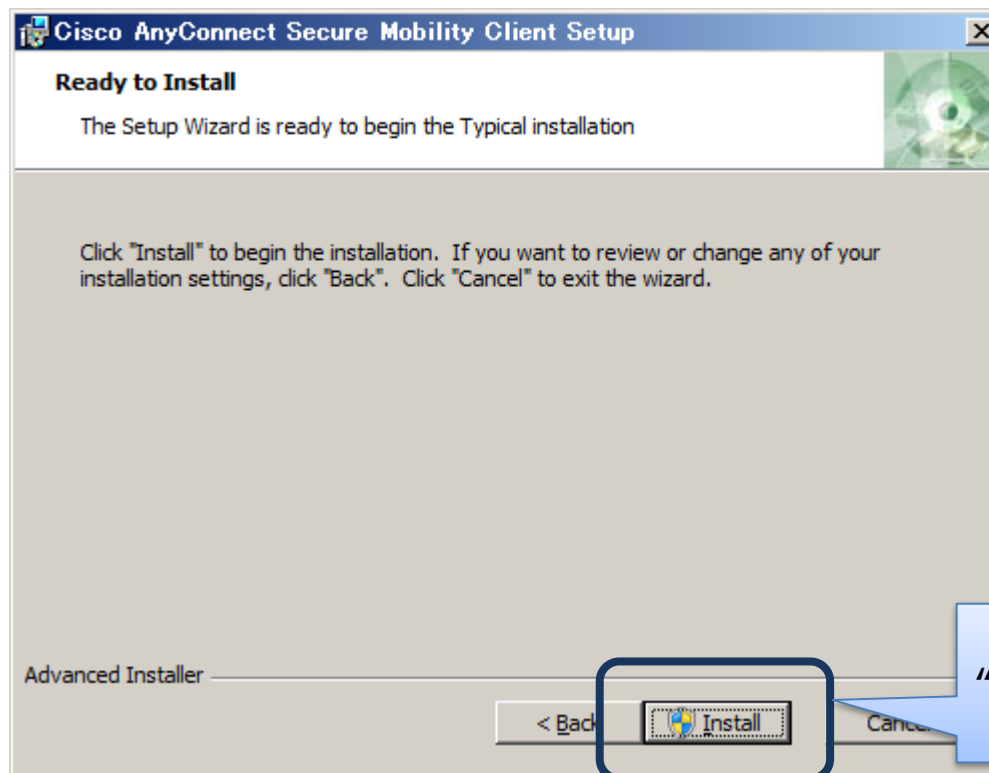 Cisco AnyConnect Secure Mobility Client Setup
Ready to Install
The Setup Wizard is ready to begin the Typical installation
Click "Install" to begin the installation. If you want to review or change any of your
installation settings, click "Back". Click "Cancel" to exit the wizard.
Advanced Installer
“
< Back Install